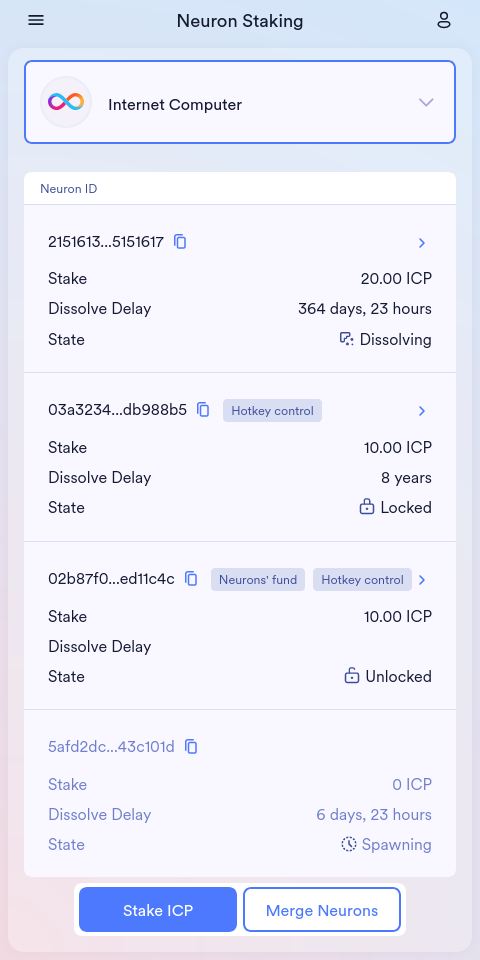 Neuron Staking
Internet Computer
Neuron ID
2151613...5151617
Stake 20.00 ICP
Dissolve Delay 364 days, 23 hours
State Dissolving
03a3234...db988b5 Hotkey control
Stake 10.00 ICP
Dissolve Delay 8 years
State Locked
02b87f0...ed11c4c Neurons' fund Hotkey control
Stake 10.00 ICP
Dissolve Delay
State Unlocked
5afd2dc...43c101d
Stake 0 ICP
Dissolve Delay 6 days, 23 hours
State Spawning
Stake ICP Merge Neurons